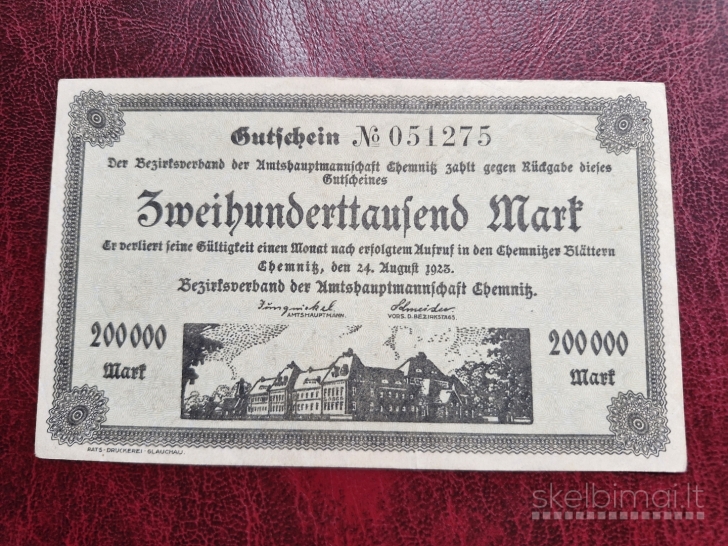 Gutschein № 051275
Der Bezirksverband der Amtshauptmannschaft Chemnitz zahlt gegen Rückgabe dieses
Gutscheines
Zweihunderttausend Mark
Er verliert seine Gültigkeit einen Monat nach erfolgtem Aufruf in den Chemnitzer Blättern
Chemnitz, den 24. August 1923.
Bezirksverband der Amtshauptmannschaft Chemnitz.
Jungnickel Schneider
AMTSHAUPTMANN. VORS. D. BEZIRKSTAGS.
200000 200000
Mark Mark
RATS-DRUCKEREI GLAUCHAU.
skelbimai.lt